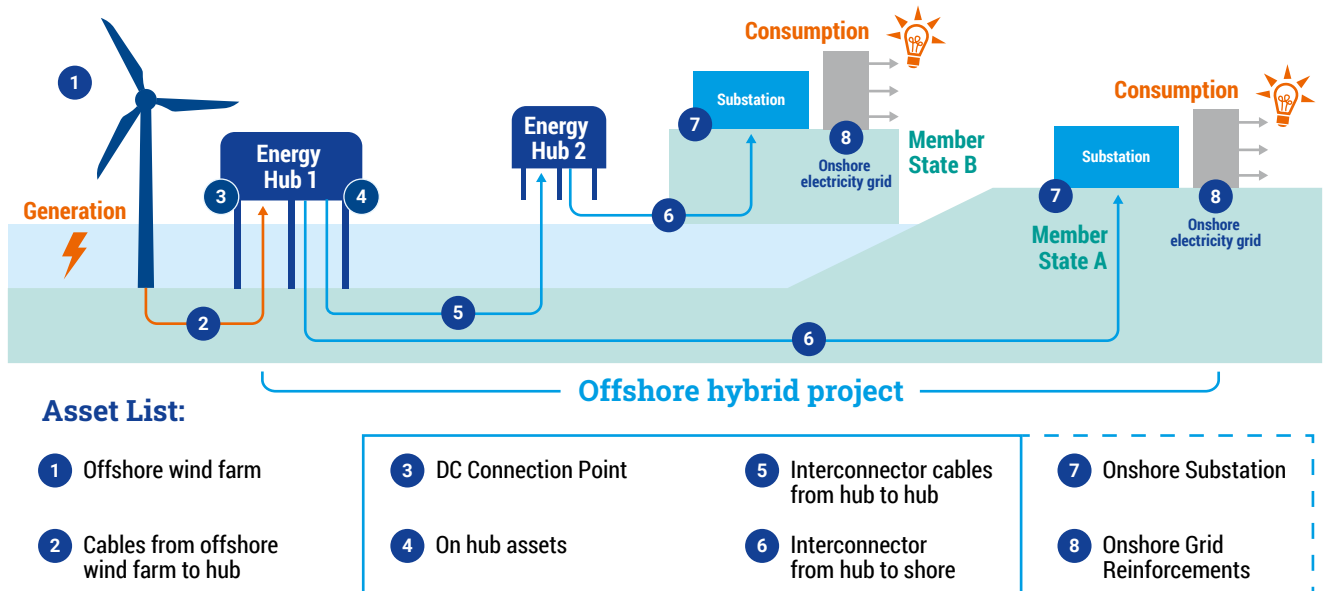 1
Generation
2
Energy
Hub 1
3
4
5
Energy
Hub 2
6
Substation
7
Consumption
8
Onshore
electricity grid
Member
State B
6
Substation
7
Member
State A
Consumption
8
Onshore
electricity grid
Offshore hybrid project
Asset List:
1 Offshore wind farm
2 Cables from offshore
wind farm to hub
3 DC Connection Point
4 On hub assets
5 Interconnector cables
from hub to hub
6 Interconnector
from hub to shore
7 Onshore Substation
8 Onshore Grid
Reinforcements